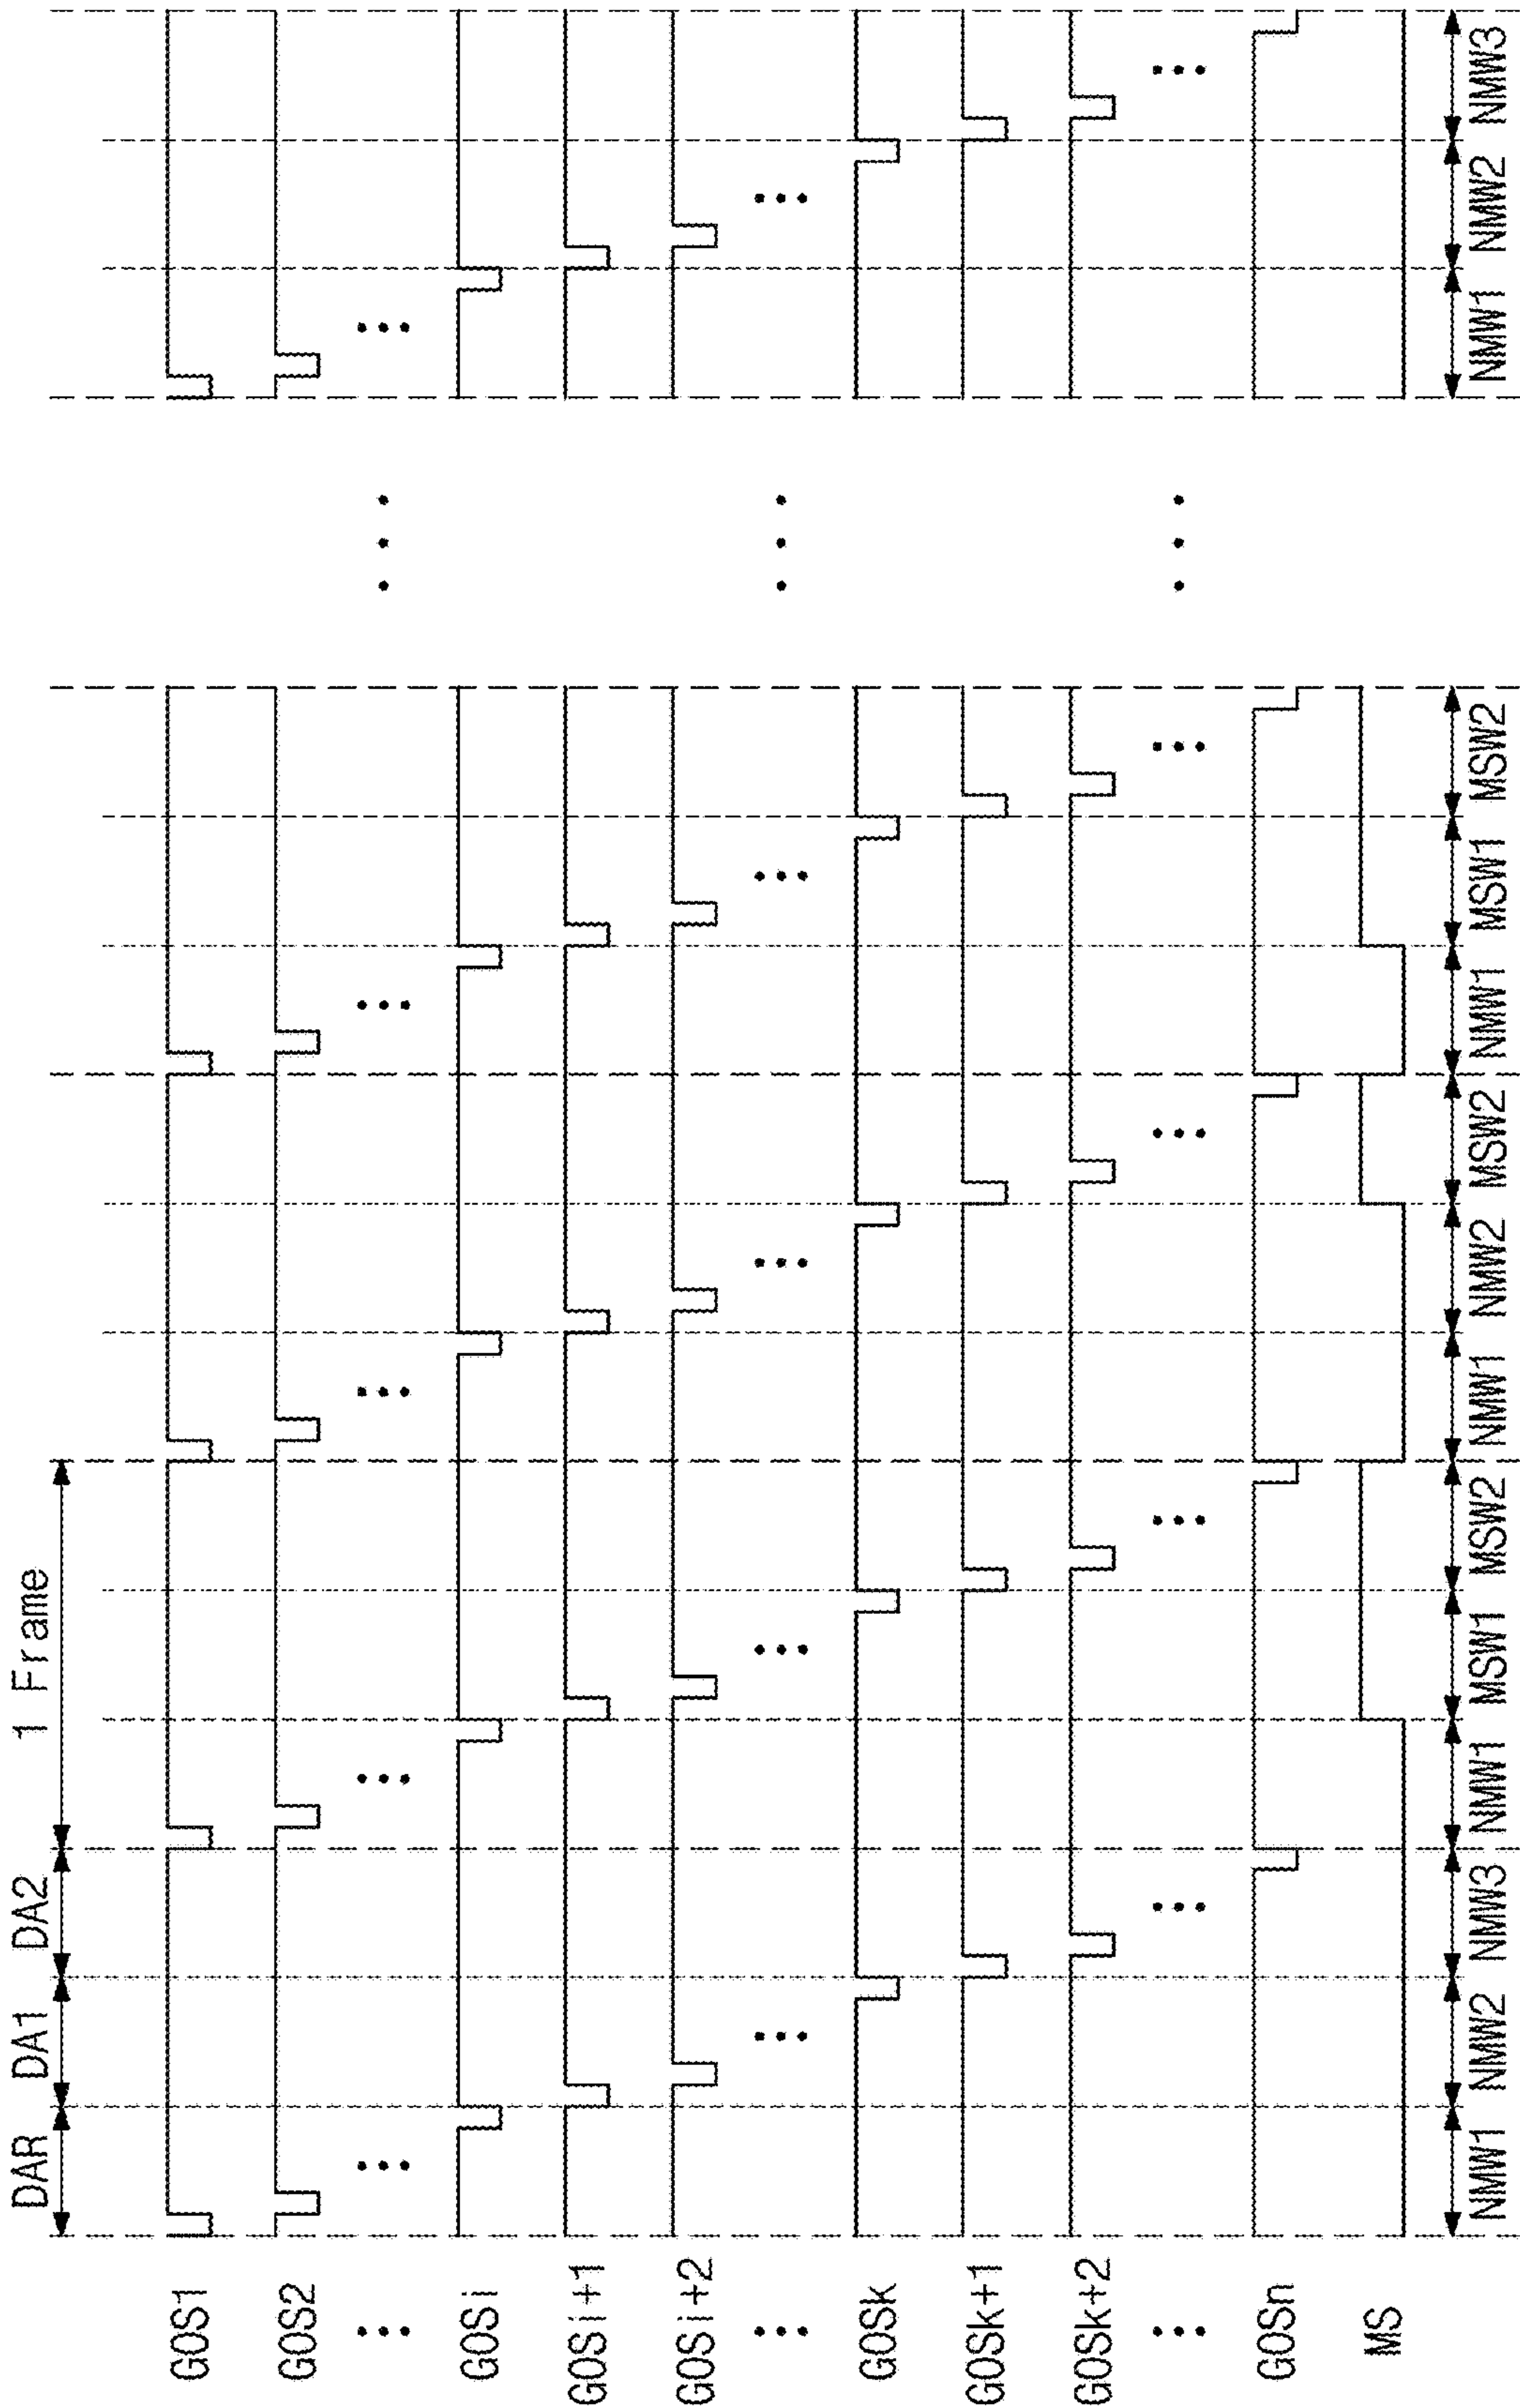 DAR DA1 DA2 1 Frame
GOS1
GOS2
GOSi
GOSi+1
GOSi+2
GOSk
GOSk+1
GOSk+2
GOSn
MS
NMW1 NMW2 NMW3 NMW1 MSW1 MSW2 NMW1 NMW2 MSW2 NMW1 MSW1 MSW2 NMW1 NMW2 NMW3